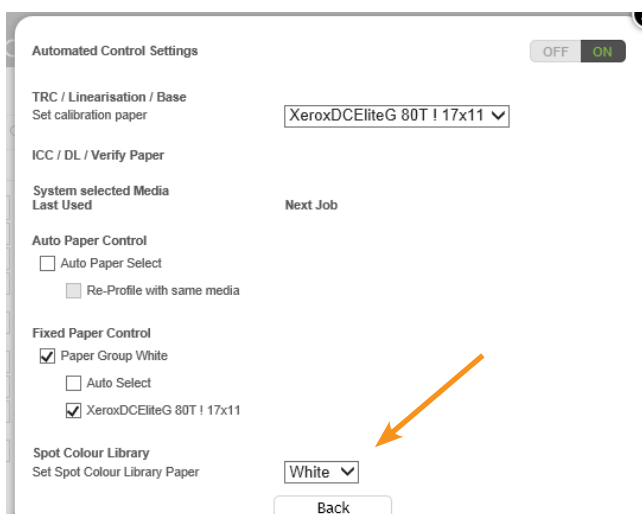 Automated Control Settings OFF ON
TRC / Linearisation / Base
Set calibration paper XeroxDCEliteG 80T ! 17x11
ICC / DL / Verify Paper
System selected Media
Last Used Next Job
Auto Paper Control
Auto Paper Select
Re-Profile with same media
Fixed Paper Control
Paper Group White
Auto Select
XeroxDCEliteG 80T ! 17x11
Spot Colour Library
Set Spot Colour Library Paper White
Back